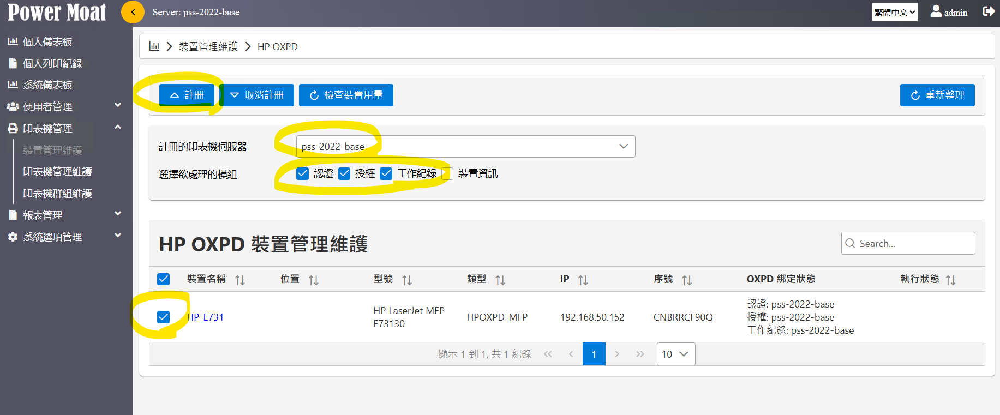 Power Moat
Server: pss-2022-base
繁體中文
admin
個人儀表板
個人列印紀錄
系統儀表板
使用者管理
印表機管理
裝置管理維護
印表機管理維護
印表機群組維護
報表管理
系統選項管理
裝置管理維護
HP OXPD
註冊
取消註冊
檢查裝置用量
重新整理
註冊的印表機伺服器
pss-2022-base
選擇欲處理的模組
認證 授權 工作紀錄 裝置資訊
HP OXPD 裝置管理維護
Search...
裝置名稱 位置 型號 類型 IP 序號 OXPD 綁定狀態 執行狀態
HP_E731
HP LaserJet MFP
E73130
HPOXPD_MFP
192.168.50.152
CNBRRCF90Q
認證: pss-2022-base
授權: pss-2022-base
工作紀錄: pss-2022-base
顯示 1 到 1, 共 1 紀錄
1
10